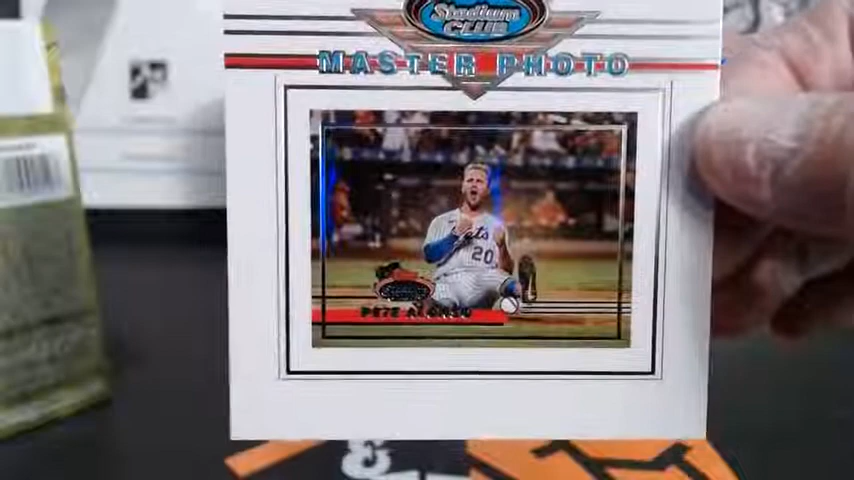 Stadium
CLUB
MASTER PHOTO
Mets
20
PETE ALONSO